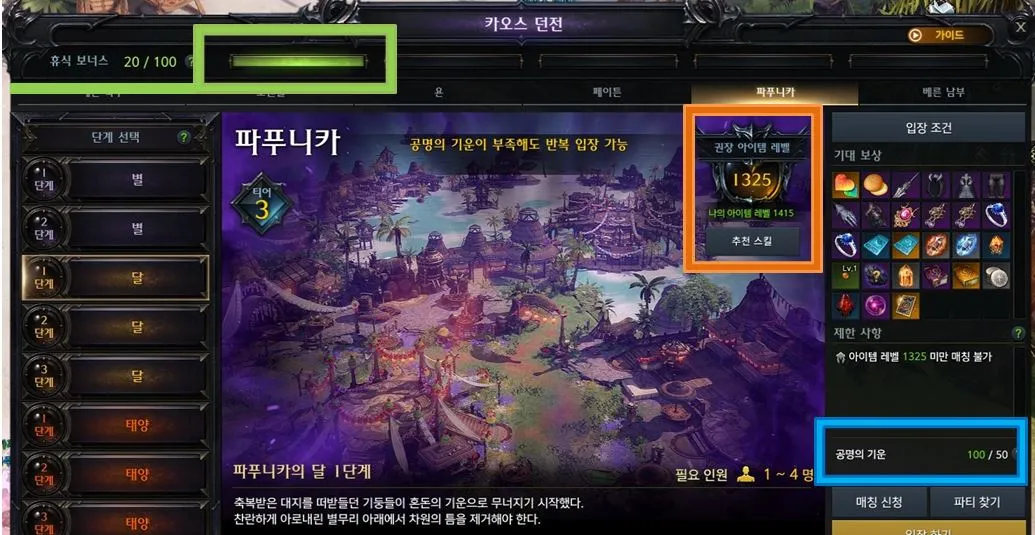 카오스 던전
가이드
휴식 보너스 20 / 100
욘
페이튼
파푸니카
베른 남부
단계 선택 ?
1 단계 별
2 단계 별
1 단계 달
2 단계 달
3 단계 달
1 단계 태양
2 단계 태양
3 단계 태양
파푸니카
공명의 기운이 부족해도 반복 입장 가능
티어
3
권장 아이템 레벨
1325
나의 아이템 레벨 1415
추천 스킬
파푸니카의 달 1단계
필요 인원 1 ~ 4 명
축복받은 대지를 떠받들던 기둥들이 혼돈의 기운으로 무너지기 시작했다.
찬란하게 아로내린 별무리 아래에서 차원의 틈을 제거해야 한다.
입장 조건
기대 보상
Lv.1
제한 사항 ?
아이템 레벨 1325 미만 매칭 불가
공명의 기운 100 / 50
매칭 신청
파티 찾기
입장 하기